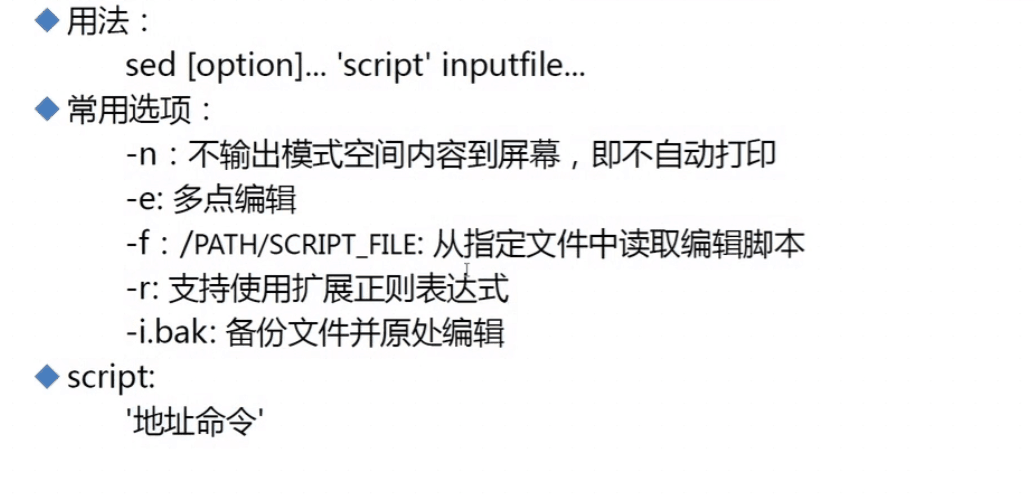 用法：
sed [option]... 'script' inputfile...
常用选项：
-n：不输出模式空间内容到屏幕，即不自动打印
-e: 多点编辑
-f：/PATH/SCRIPT_FILE: 从指定文件中读取编辑脚本
-r: 支持使用扩展正则表达式
-i.bak: 备份文件并原处编辑
script:
'地址命令'